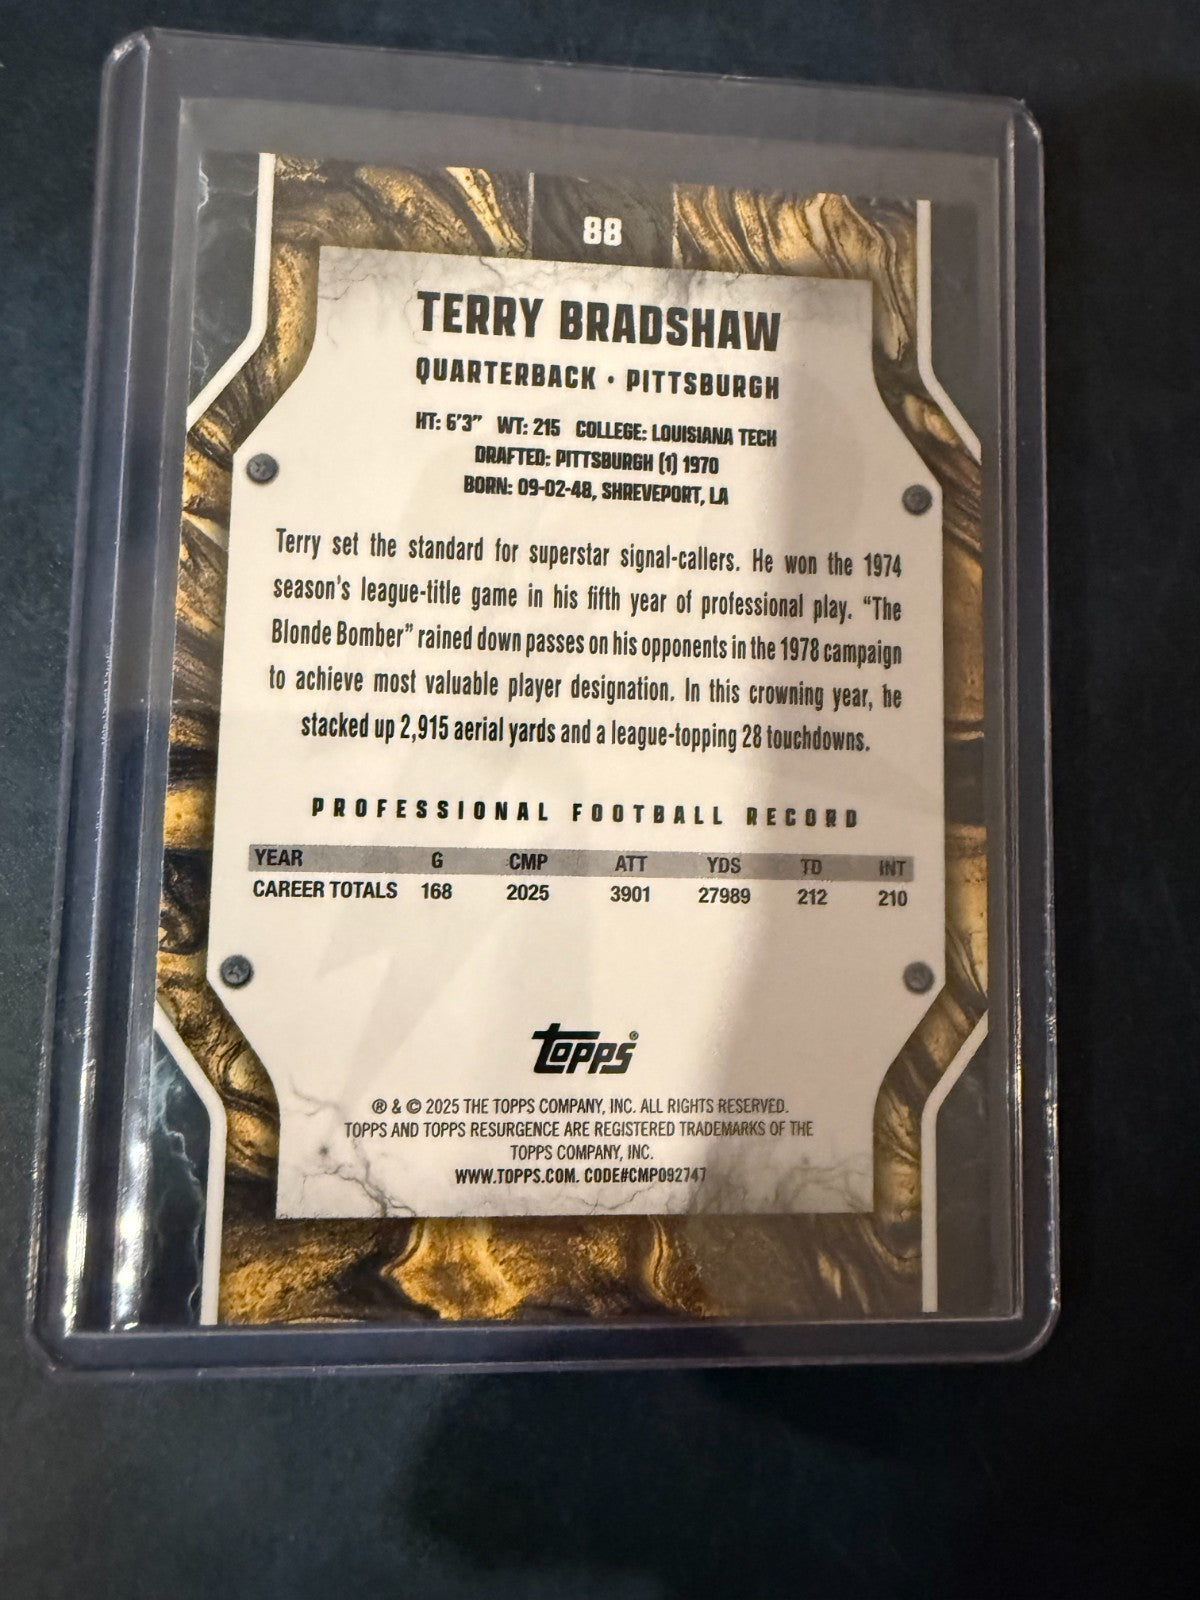 88
TERRY BRADSHAW
QUARTERBACK • PITTSBURGH
HT: 6'3" WT: 215 COLLEGE: LOUISIANA TECH
DRAFTED: PITTSBURGH (1) 1970
BORN: 09-02-48, SHREVEPORT, LA
Terry set the standard for superstar signal-callers. He won the 1974
season's league-title game in his fifth year of professional play. “The
Blonde Bomber” rained down passes on his opponents in the 1978 campaign
to achieve most valuable player designation. In this crowning year, he
stacked up 2,915 aerial yards and a league-topping 28 touchdowns.
PROFESSIONAL FOOTBALL RECORD
YEAR G CMP ATT YDS TD INT
CAREER TOTALS 168 2025 3901 27989 212 210
Topps®
® & © 2025 THE TOPPS COMPANY, INC. ALL RIGHTS RESERVED.
TOPPS AND TOPPS RESURGENCE ARE REGISTERED TRADEMARKS OF THE
TOPPS COMPANY, INC.
WWW.TOPPS.COM. CODE#CMP092747